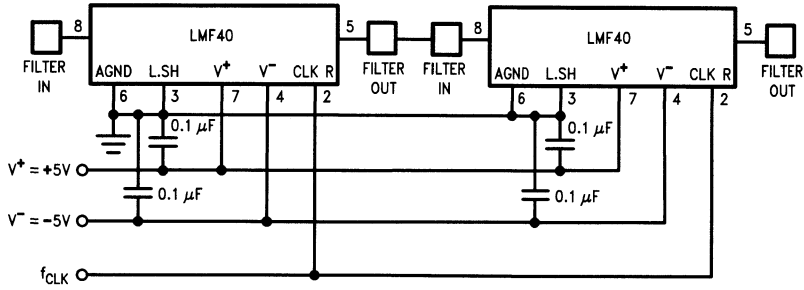 8
LMF40
5
8
LMF40
5
FILTER
IN
AGND
L.SH
V+
V−
CLK R
FILTER
OUT
FILTER
IN
AGND
L.SH
V+
V−
CLK R
FILTER
OUT
6
3
7
4
2
6
3
7
4
2
0.1 μF
0.1 μF
V+ = +5V
0.1 μF
0.1 μF
V− = −5V
fCLK